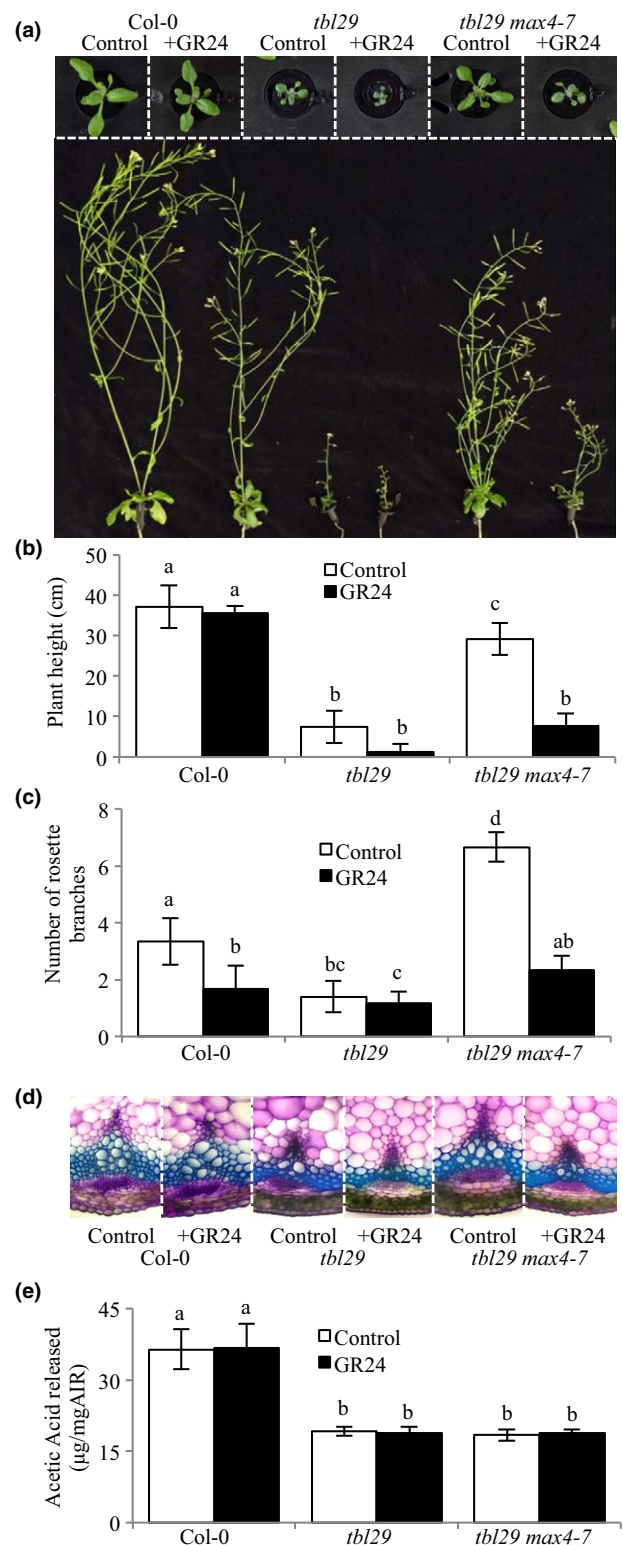 (a)
Col-0 tbl29 tbl29 max4-7
Control +GR24 Control +GR24 Control +GR24
(b)
Plant height (cm)
50
40
30
20
10
0
Control
GR24
a a b b c b
Col-0 tbl29 tbl29 max4-7
(c)
Number of rosette
branches
8
6
4
2
0
Control
GR24
a b bc c d ab
Col-0 tbl29 tbl29 max4-7
(d)
Control +GR24 Control +GR24 Control +GR24
Col-0 tbl29 tbl29 max4-7
(e)
Acetic Acid released
(µg/mgAIR)
45
30
15
0
Control
GR24
a a b b b b
Col-0 tbl29 tbl29 max4-7